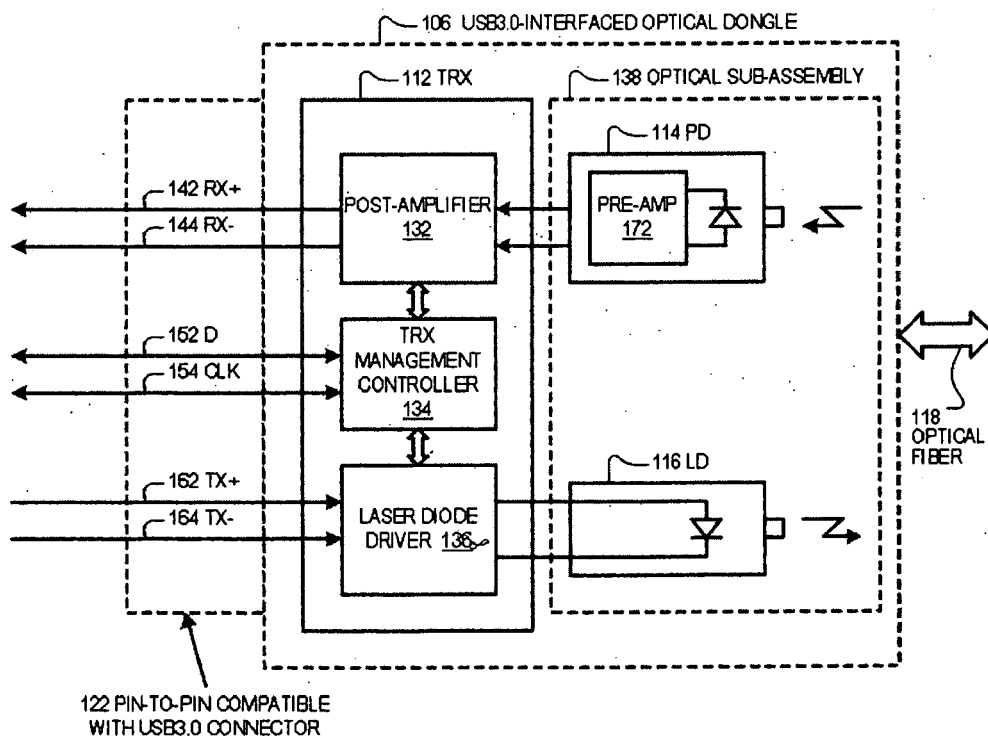 106 USB3.0-INTERFACED OPTICAL DONGLE
112 TRX
138 OPTICAL SUB-ASSEMBLY
114 PD
142 RX+
144 RX-
POST-AMPLIFIER
132
PRE-AMP
172
152 D
154 CLK
TRX
MANAGEMENT
CONTROLLER
134
118
OPTICAL
FIBER
116 LD
162 TX+
164 TX-
LASER DIODE
DRIVER 136
122 PIN-TO-PIN COMPATIBLE
WITH USB3.0 CONNECTOR